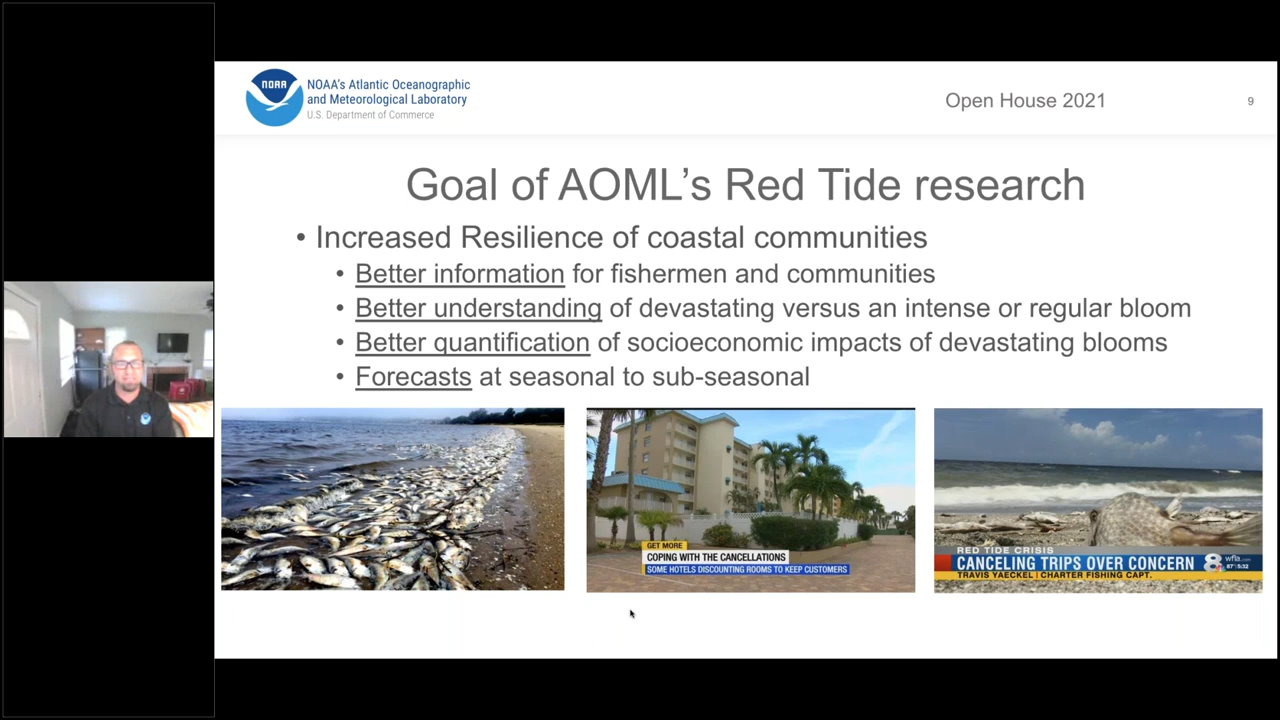 NOAA
NOAA's Atlantic Oceanographic
and Meteorological Laboratory
U.S. Department of Commerce
Open House 2021
9
Goal of AOML's Red Tide research
• Increased Resilience of coastal communities
• Better information for fishermen and communities
• Better understanding of devastating versus an intense or regular bloom
• Better quantification of socioeconomic impacts of devastating blooms
• Forecasts at seasonal to sub-seasonal
GET MORE
COPING WITH THE CANCELLATIONS
SOME HOTELS DISCOUNTING ROOMS TO KEEP CUSTOMERS
RED TIDE CRISIS
CANCELING TRIPS OVER CONCERN
8 wfla.com
87° 5:32
TRAVIS YAECKEL | CHARTER FISHING CAPT.